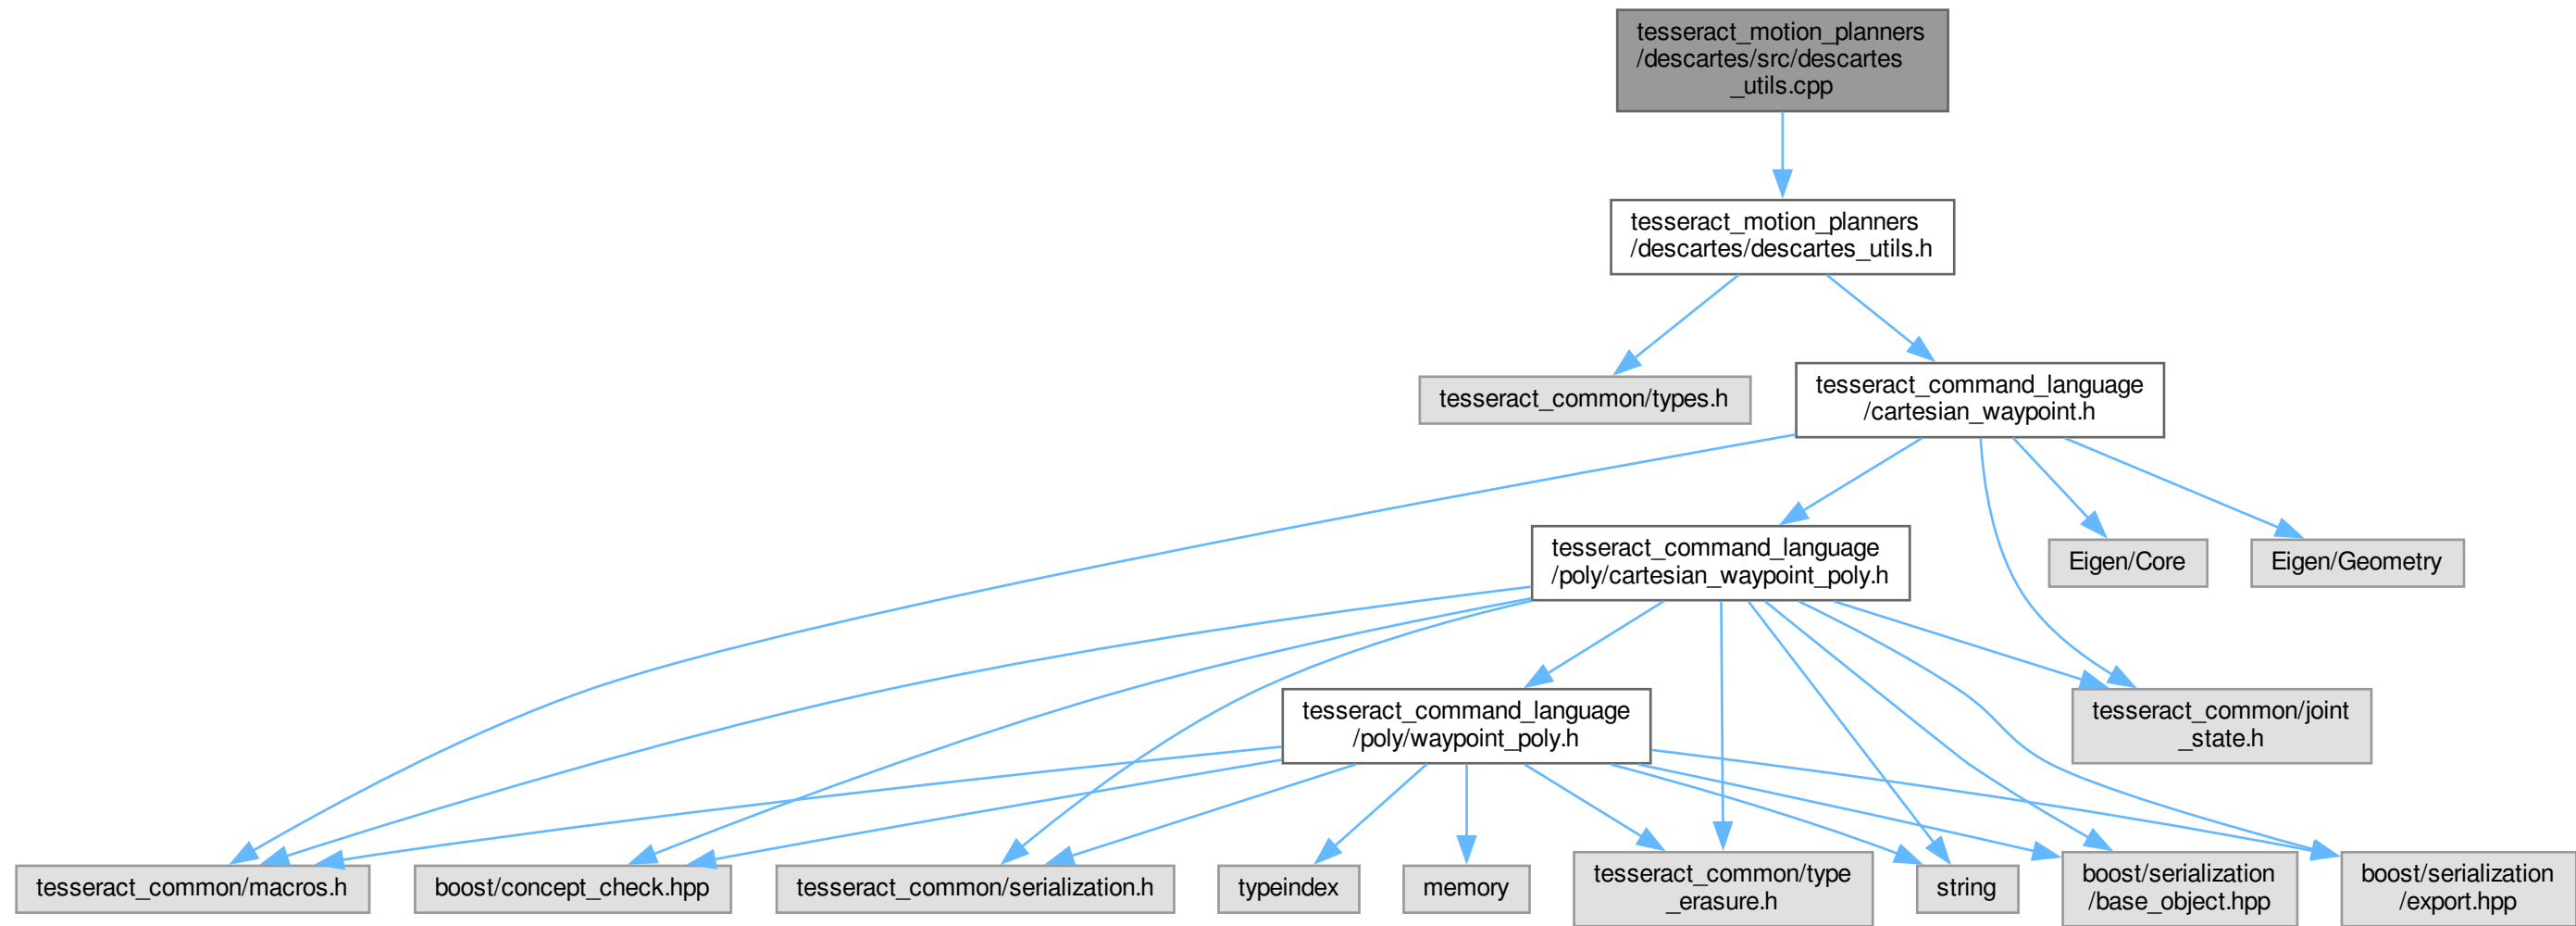 tesseract_motion_planners
/descartes/src/descartes
_utils.cpp
tesseract_motion_planners
/descartes/descartes_utils.h
tesseract_common/types.h
tesseract_command_language
/cartesian_waypoint.h
tesseract_command_language
/poly/cartesian_waypoint_poly.h
Eigen/Core
Eigen/Geometry
tesseract_command_language
/poly/waypoint_poly.h
tesseract_common/joint
_state.h
tesseract_common/macros.h
boost/concept_check.hpp
tesseract_common/serialization.h
typeindex
memory
tesseract_common/type
_erasure.h
string
boost/serialization
/base_object.hpp
boost/serialization
/export.hpp